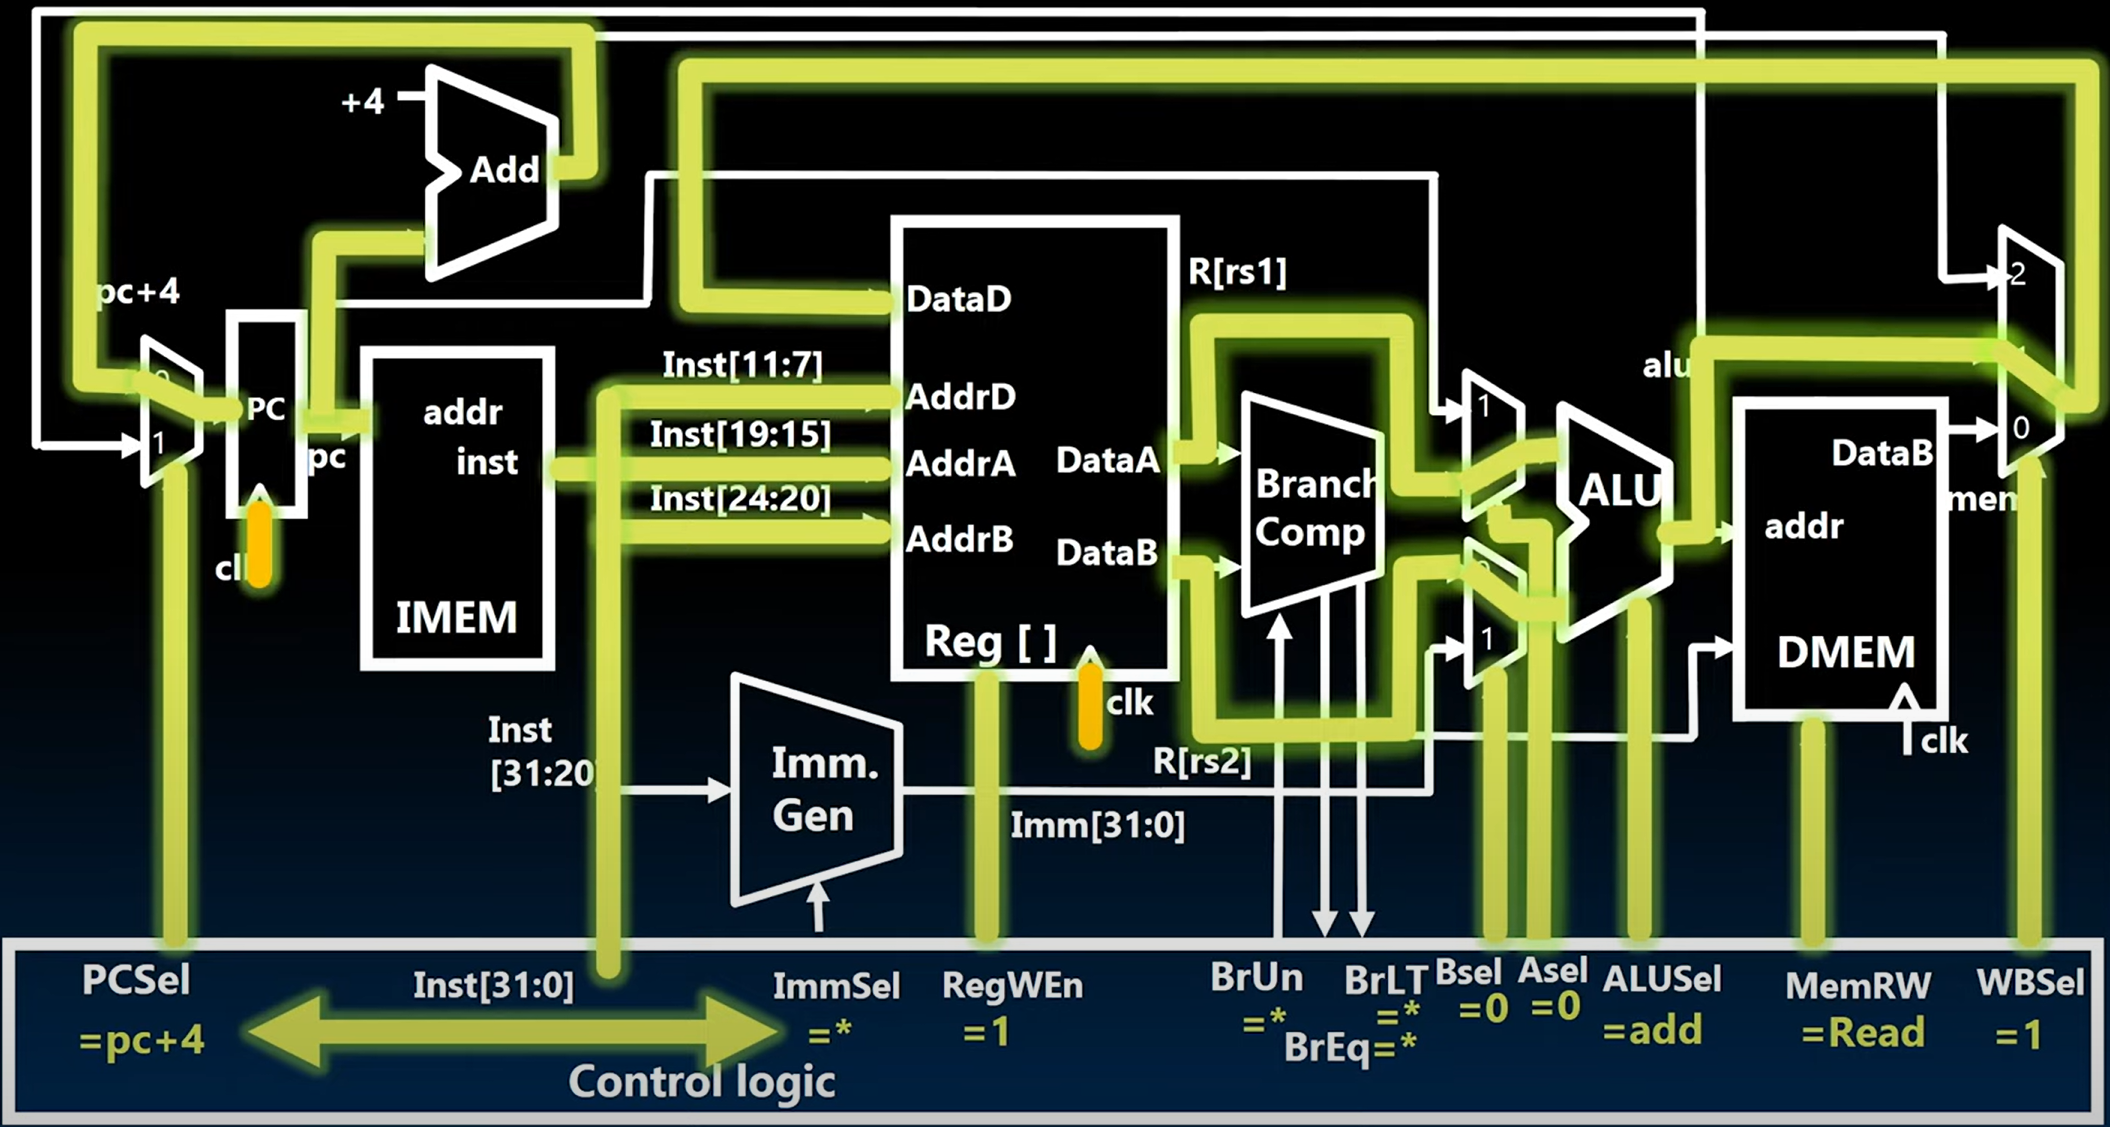 +4
Add
pc+4
R[rs1]
DataD
Inst[11:7]
alu
2
0
1
PC
addr
AddrD
1
0
Inst[19:15]
pc
inst
AddrA
DataA
DataB
Branch
Comp
ALU
Inst[24:20]
mem
clk
AddrB
DataB
addr
IMEM
Reg [ ]
1
DMEM
clk
clk
Inst
[31:20]
Imm.
Gen
R[rs2]
Imm[31:0]
PCSel
=pc+4
Inst[31:0]
ImmSel
=*
RegWEn
=1
BrUn
=*
BrLT
=*
BrEq=*
Bsel
=0
Asel
=0
ALUSel
=add
MemRW
=Read
WBSel
=1
Control logic